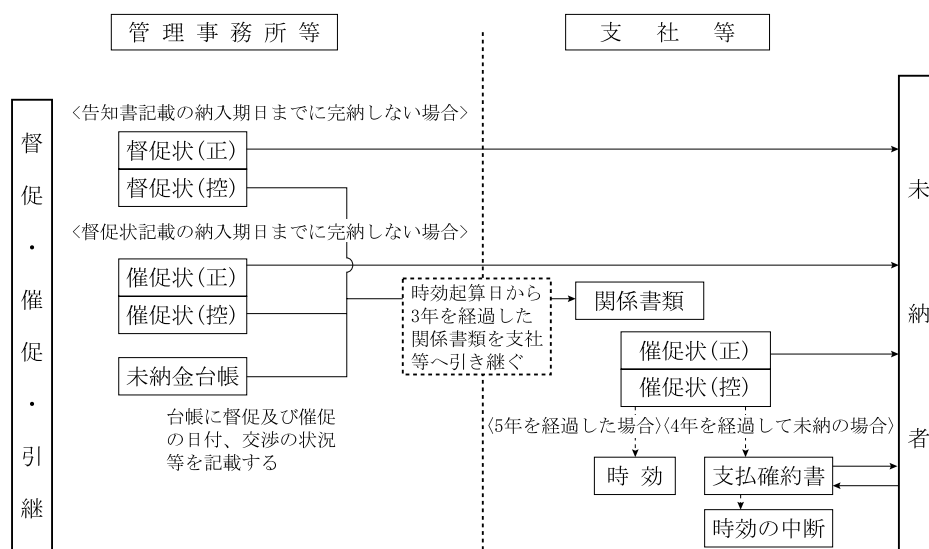 管理事務所等
支社等
督促・催促・引継
〈告知書記載の納入期日までに完納しない場合〉
督促状(正)
督促状(控)
〈督促状記載の納入期日までに完納しない場合〉
催促状(正)
催促状(控)
未納金台帳
台帳に督促及び催促
の日付、交渉の状況
等を記載する
時効起算日から
3年を経過した
関係書類を支社
等へ引き継ぐ
関係書類
催促状(正)
催促状(控)
〈5年を経過した場合〉〈4年を経過して未納の場合〉
時効
支払確約書
時効の中断
未納者